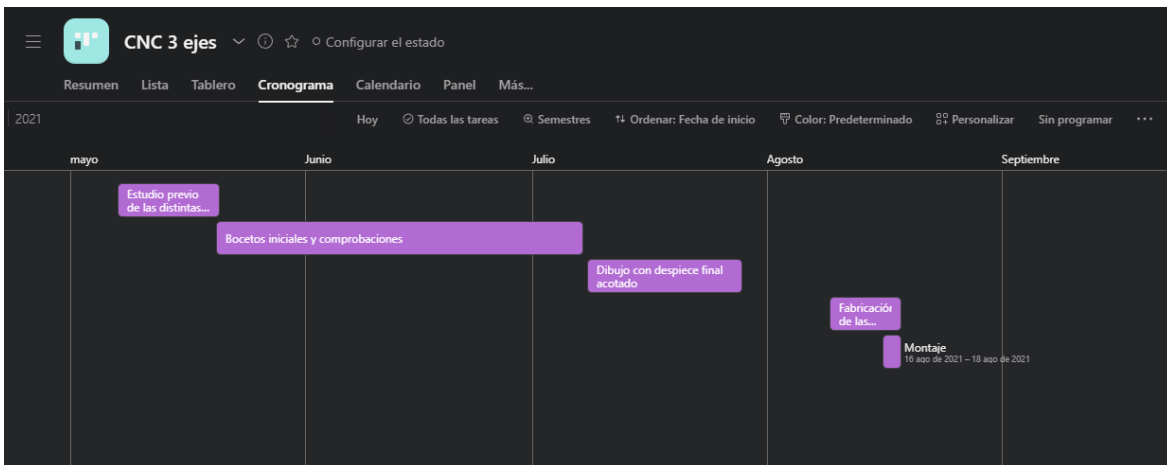 CNC 3 ejes
Configurar el estado
Resumen Lista Tablero Cronograma Calendario Panel Más...
2021 Hoy Todas las tareas Semestres Ordenar: Fecha de inicio Color: Predeterminado Personalizar Sin programar ...
mayo Junio Julio Agosto Septiembre
Estudio previo
de las distintas...
Bocetos iniciales y comprobaciones
Dibujo con despiece final
acotado
Fabricación
de las...
Montaje
16 ago de 2021 – 18 ago de 2021